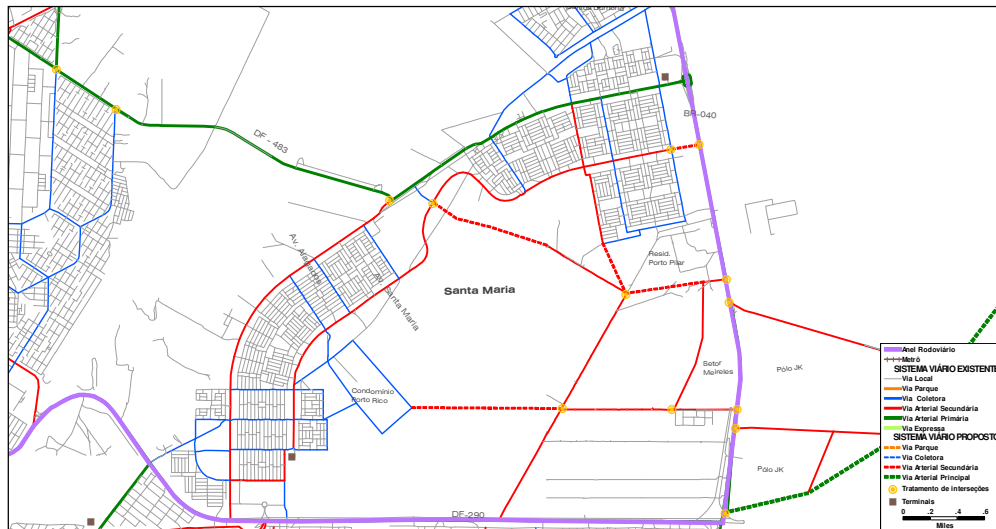 BR-040
DF - 483
Av. Alagados
Av. Santa Maria
Santa Maria
Resid.
Porto Pilar
Setor
Meireles
Pólo JK
Condomínio
Porto Rico
Pólo JK
DF-290
Anel Rodoviário
Metrô
SISTEMA VIÁRIO EXISTENTE
Via Local
Via Parque
Via Coletora
Via Arterial Secundária
Via Arterial Primária
Via Expressa
SISTEMA VIÁRIO PROPOSTO
Via Parque
Via Coletora
Via Arterial Secundária
Via Arterial Principal
Tratamento de interseções
Terminais
0 .2 .4 .6
Miles